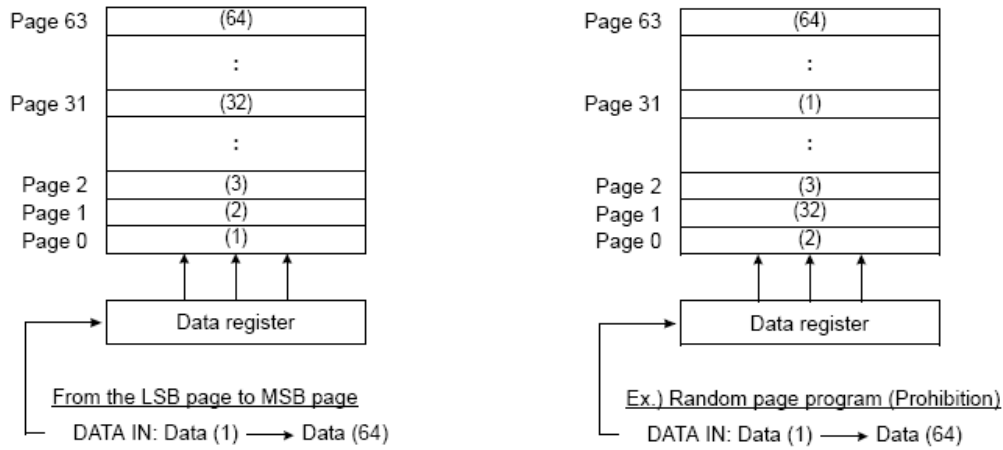 Page 63 (64)
:
Page 31 (32)
:
Page 2 (3)
Page 1 (2)
Page 0 (1)
Data register
From the LSB page to MSB page
DATA IN: Data (1) Data (64)
Page 63 (64)
:
Page 31 (1)
:
Page 2 (3)
Page 1 (32)
Page 0 (2)
Data register
Ex.) Random page program (Prohibition)
DATA IN: Data (1) Data (64)